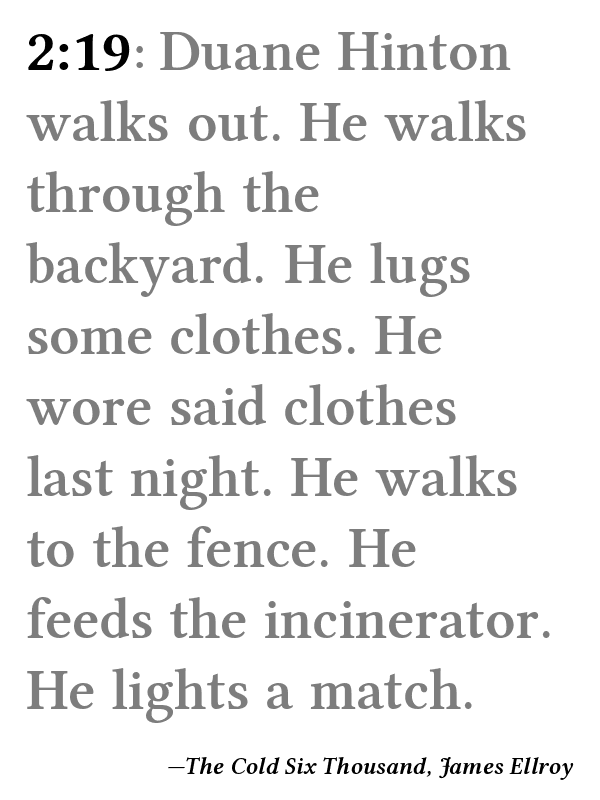 2:19: Duane Hinton
walks out. He walks
through the
backyard. He lugs
some clothes. He
wore said clothes
last night. He walks
to the fence. He
feeds the incinerator.
He lights a match.
—The Cold Six Thousand, James Ellroy